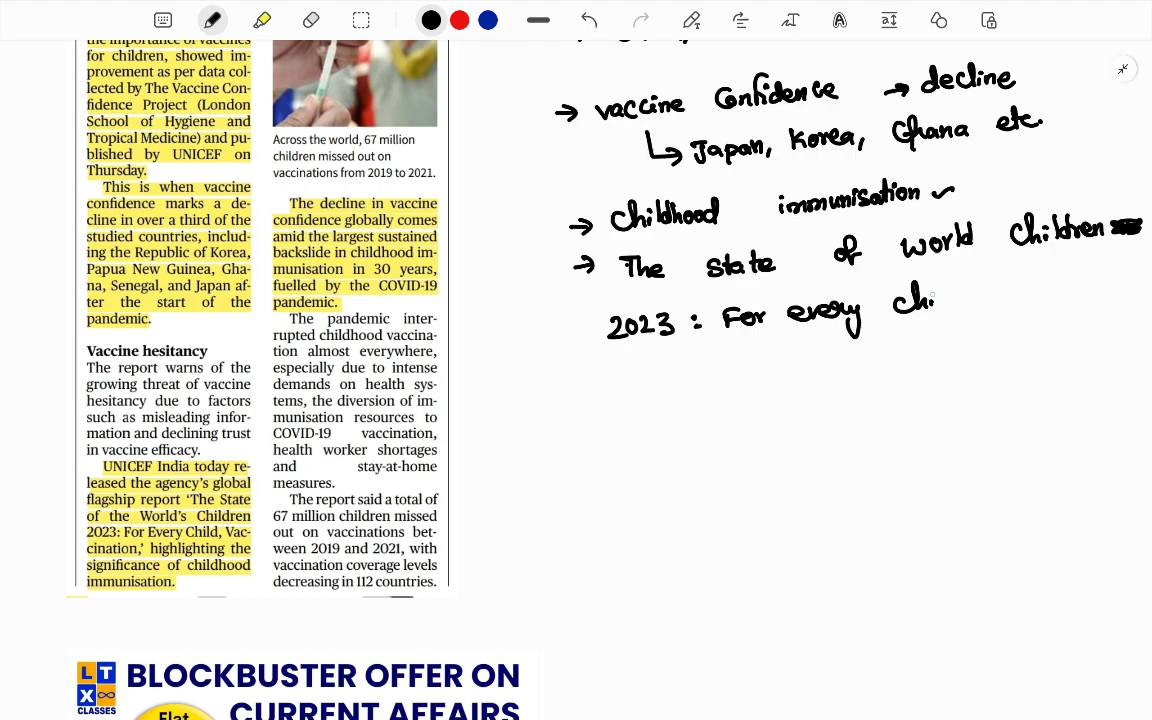 the importance of vaccines
for children, showed im-
provement as per data col-
lected by The Vaccine Con-
fidence Project (London
School of Hygiene and
Tropical Medicine) and pu-
blished by UNICEF on
Thursday.
This is when vaccine
confidence marks a de-
cline in over a third of the
studied countries, includ-
ing the Republic of Korea,
Papua New Guinea, Gha-
na, Senegal, and Japan af-
ter the start of the
pandemic.
Vaccine hesitancy
The report warns of the
growing threat of vaccine
hesitancy due to factors
such as misleading infor-
mation and declining trust
in vaccine efficacy.
UNICEF India today re-
leased the agency's global
flagship report 'The State
of the World's Children
2023: For Every Child, Vac-
cination,' highlighting the
significance of childhood
immunisation.
Across the world, 67 million
children missed out on
vaccinations from 2019 to 2021.
The decline in vaccine
confidence globally comes
amid the largest sustained
backslide in childhood im-
munisation in 30 years,
fuelled by the COVID-19
pandemic.
The pandemic inter-
rupted childhood vaccina-
tion almost everywhere,
especially due to intense
demands on health sys-
tems, the diversion of im-
munisation resources to
COVID-19 vaccination,
health worker shortages
and stay-at-home
measures.
The report said a total of
67 million children missed
out on vaccinations bet-
ween 2019 and 2021, with
vaccination coverage levels
decreasing in 112 countries.
→ vaccine Confidence → decline
↳ Japan, Korea, Ghana etc.
→ Childhood immunisation ✓
→ The State of world Children
2023 : For every chi
LTX∞
CLASSES
BLOCKBUSTER OFFER ON
CURRENT AFFAIRS
Flat